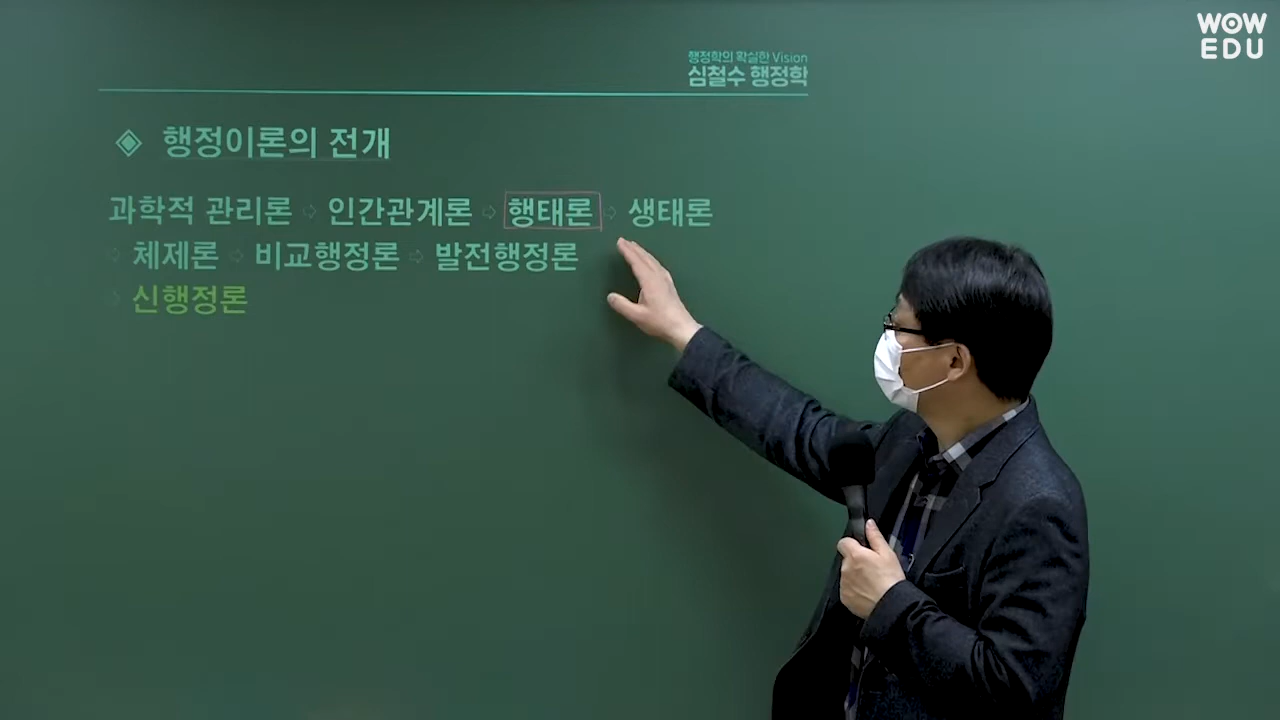 WOW
EDU
행정학의 확실한 Vision
심철수 행정학
◈ 행정이론의 전개
과학적 관리론 ⇨ 인간관계론 ⇨ 행태론 ⇨ 생태론
⇨ 체제론 ⇨ 비교행정론 ⇨ 발전행정론
⇨ 신행정론